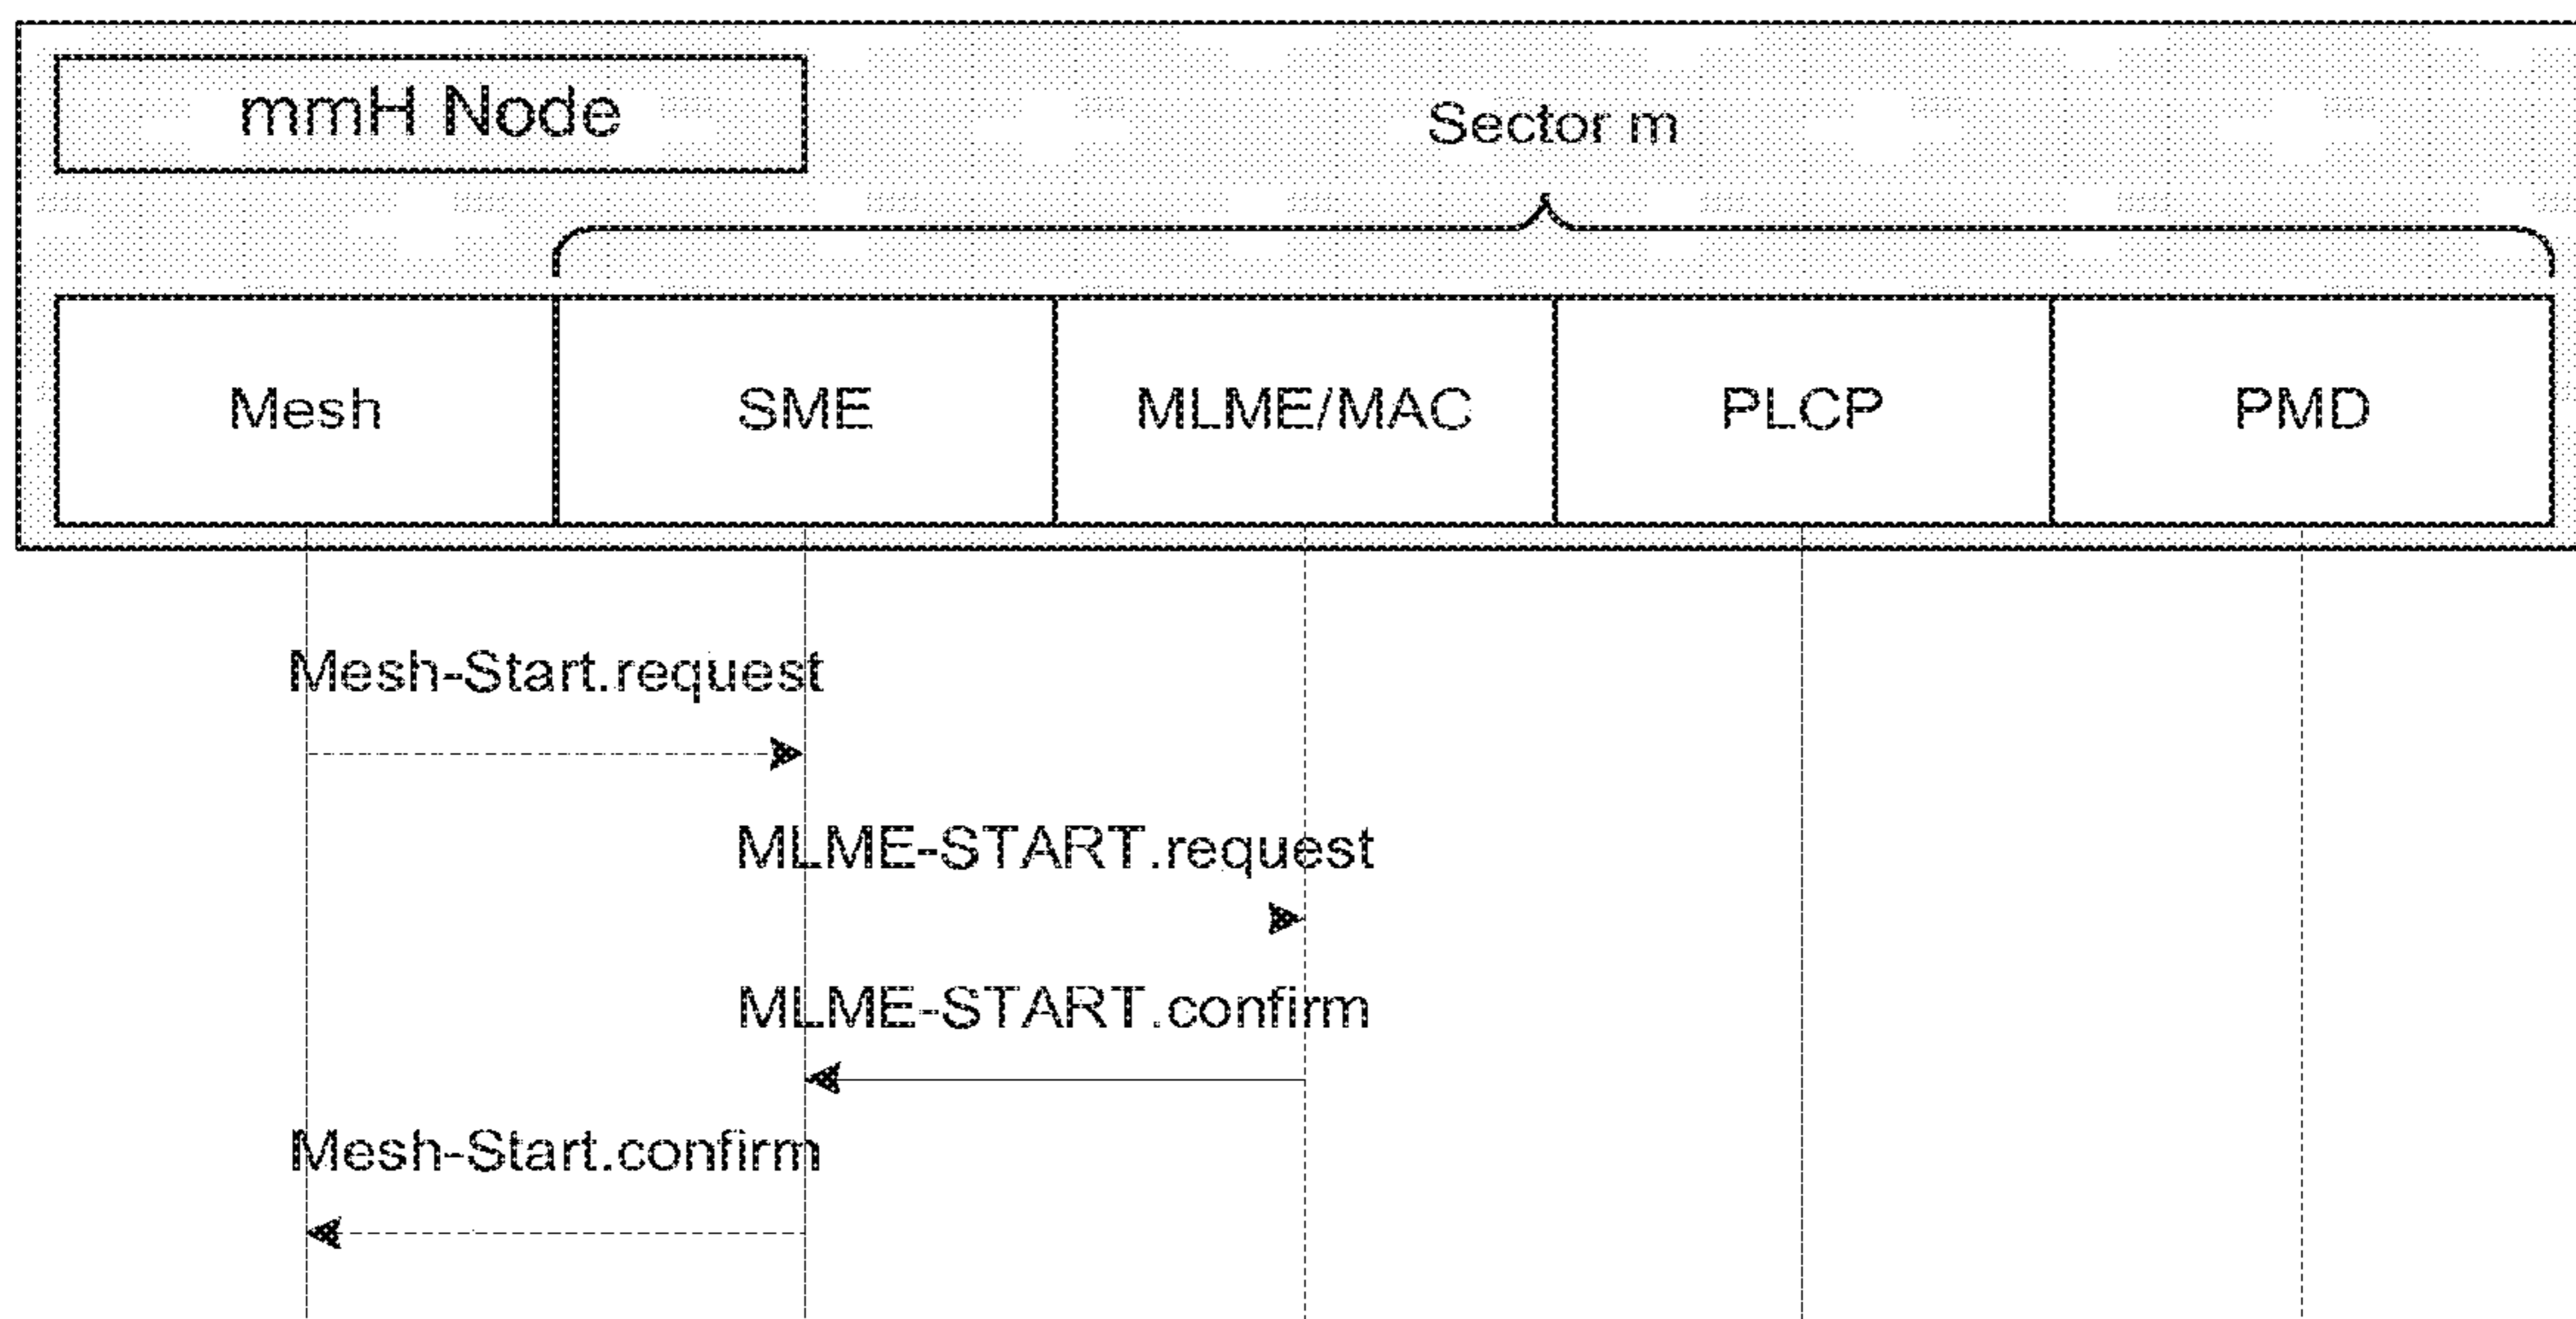 mmH Node
Sector m
Mesh
SME
MLME/MAC
PLCP
PMD
Mesh-Start.request
MLME-START.request
MLME-START.confirm
Mesh-Start.confirm